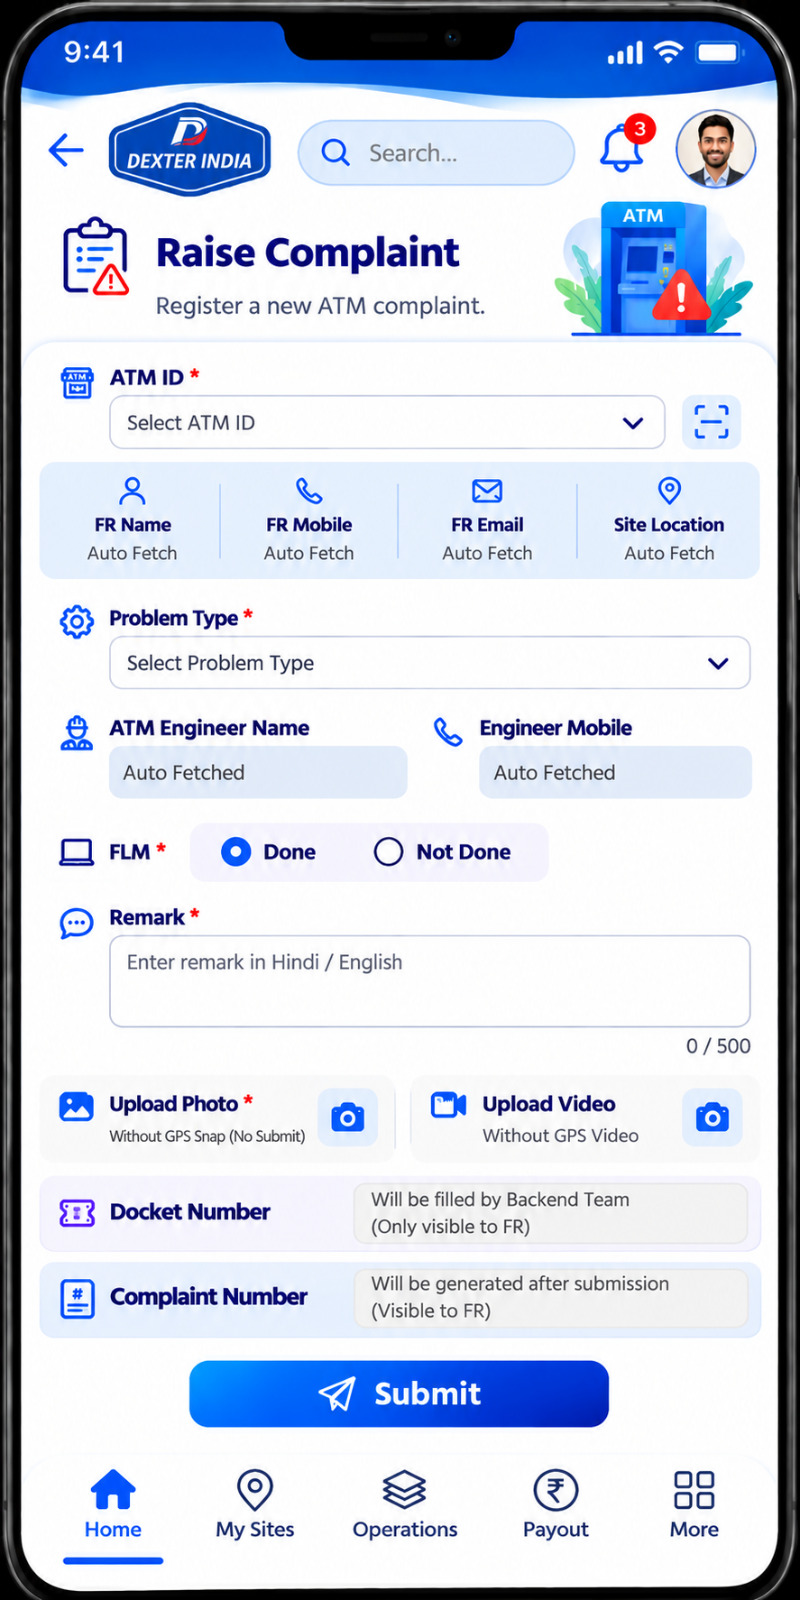 9:41
DEXTER INDIA
Search...
3
ATM
Raise Complaint
Register a new ATM complaint.
ATM
ATM ID *
Select ATM ID
FR Name
FR Mobile
FR Email
Site Location
Auto Fetch
Auto Fetch
Auto Fetch
Auto Fetch
Problem Type *
Select Problem Type
ATM Engineer Name
Engineer Mobile
Auto Fetched
Auto Fetched
FLM *
Done
Not Done
Remark *
Enter remark in Hindi / English
0 / 500
Upload Photo *
Without GPS Snap (No Submit)
Upload Video
Without GPS Video
Docket Number
Will be filled by Backend Team
(Only visible to FR)
#
Complaint Number
Will be generated after submission
(Visible to FR)
Submit
₹
Home
My Sites
Operations
Payout
More